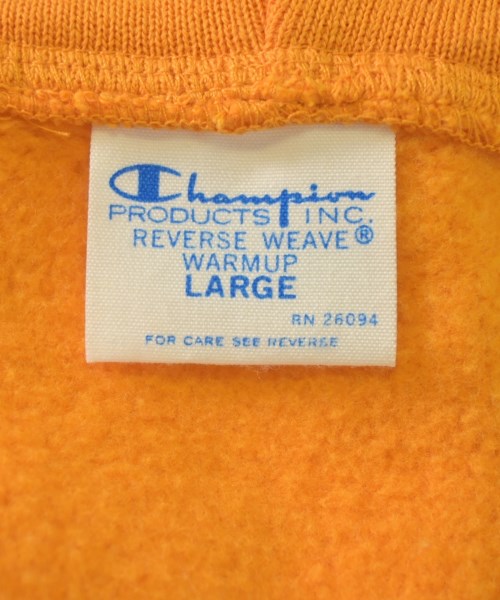 Champion
PRODUCTS INC.
REVERSE WEAVE®
WARMUP
LARGE
RN 26094
FOR CARE SEE REVERSE